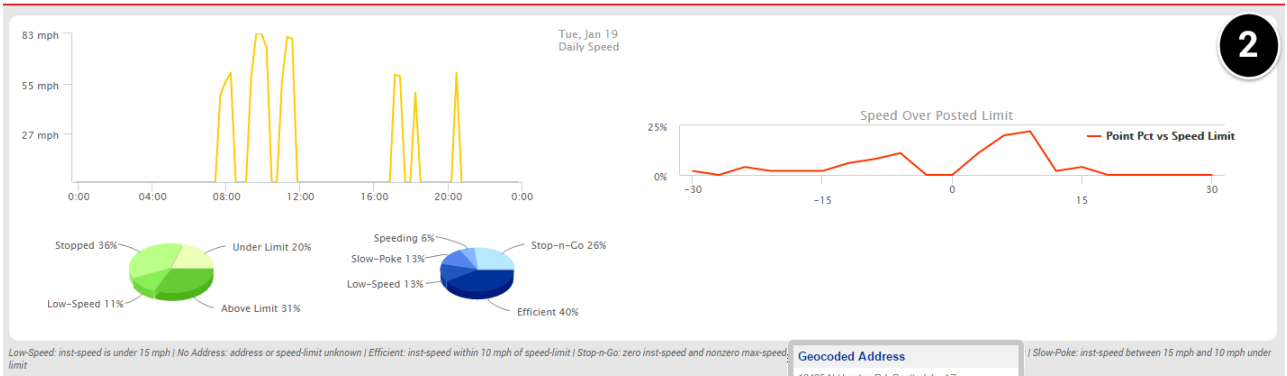 83 mph
55 mph
27 mph
0:00
04:00
08:00
12:00
16:00
20:00
0:00
Tue, Jan 19
Daily Speed
2
Speed Over Posted Limit
25%
0%
Point Pct vs Speed Limit
-30
-15
0
15
30
Stopped 36%
Under Limit 20%
Low-Speed 11%
Above Limit 31%
Speeding 6%
Slow-Poke 13%
Low-Speed 13%
Stop-n-Go 26%
Efficient 40%
Low-Speed: inst-speed is under 15 mph | No Address: address or speed-limit unknown | Efficient: inst-speed within 10 mph of speed-limit | Stop-n-Go: zero inst-speed and nonzero max-speed. | Slow-Poke: inst-speed between 15 mph and 10 mph under
limit
Geocoded Address